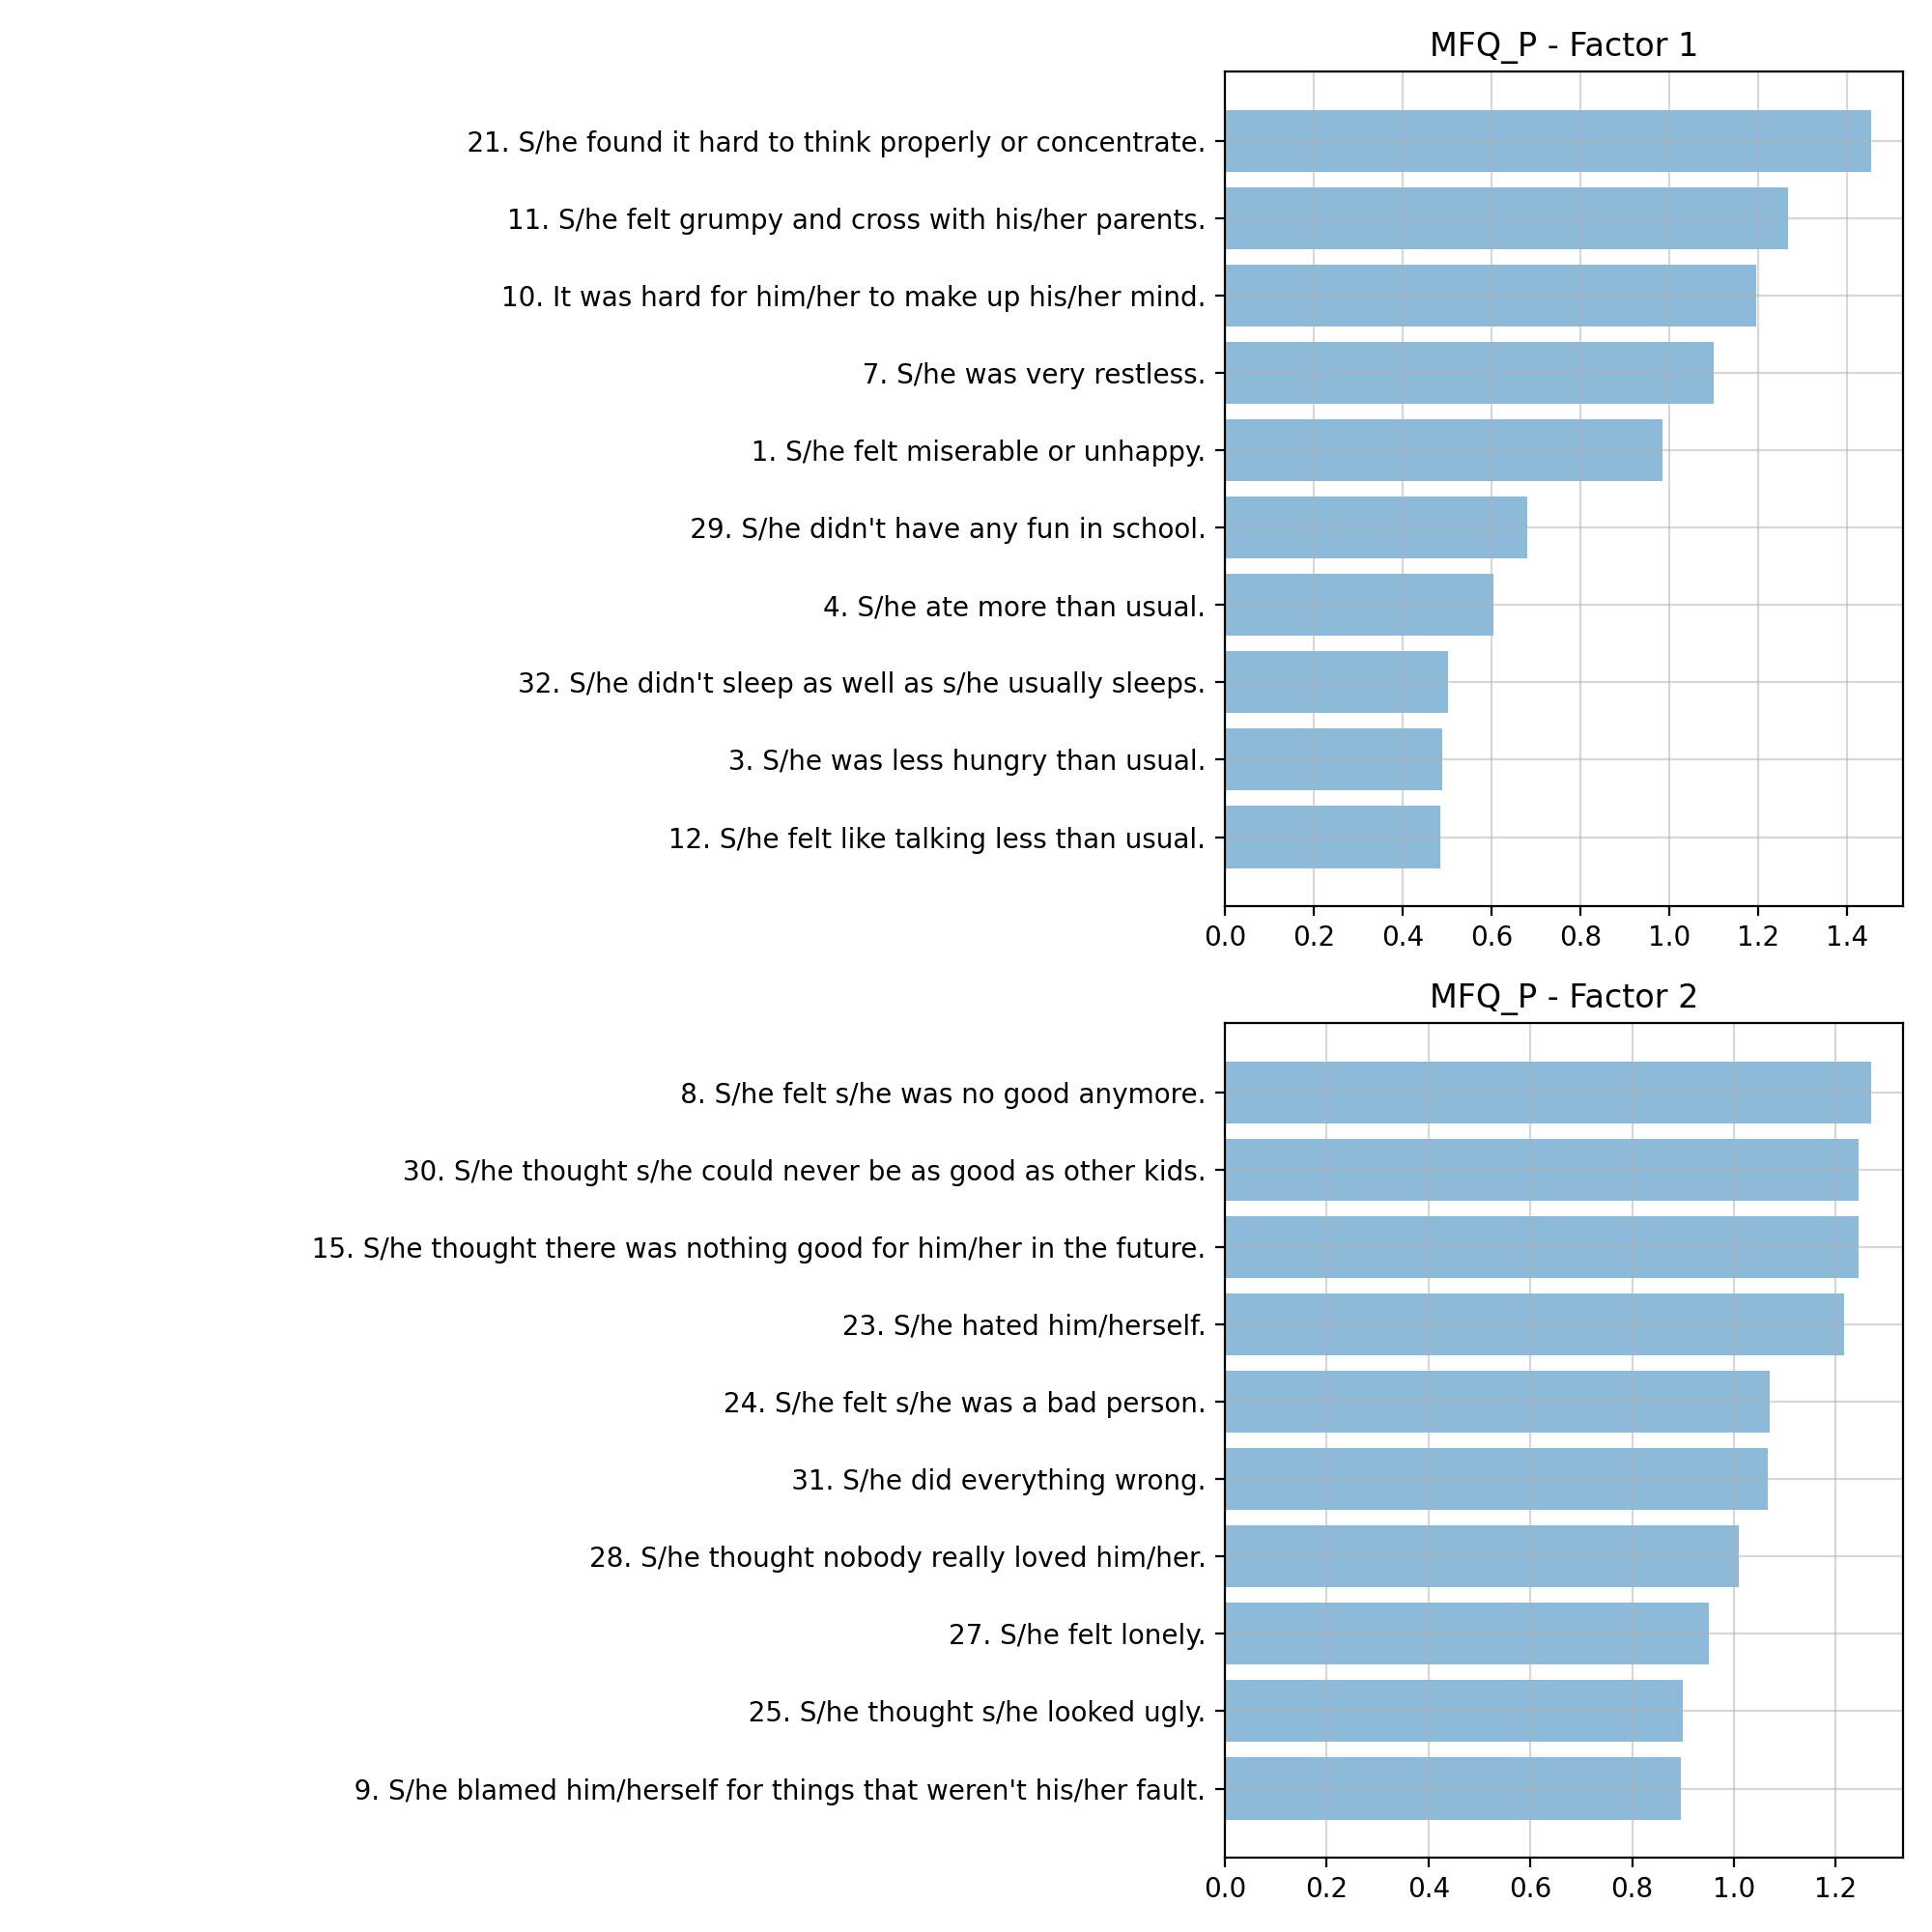 MFQ_P - Factor 1
21. S/he found it hard to think properly or concentrate.
11. S/he felt grumpy and cross with his/her parents.
10. It was hard for him/her to make up his/her mind.
7. S/he was very restless.
1. S/he felt miserable or unhappy.
29. S/he didn't have any fun in school.
4. S/he ate more than usual.
32. S/he didn't sleep as well as s/he usually sleeps.
3. S/he was less hungry than usual.
12. S/he felt like talking less than usual.
0.0 0.2 0.4 0.6 0.8 1.0 1.2 1.4
MFQ_P - Factor 2
8. S/he felt s/he was no good anymore.
30. S/he thought s/he could never be as good as other kids.
15. S/he thought there was nothing good for him/her in the future.
23. S/he hated him/herself.
24. S/he felt s/he was a bad person.
31. S/he did everything wrong.
28. S/he thought nobody really loved him/her.
27. S/he felt lonely.
25. S/he thought s/he looked ugly.
9. S/he blamed him/herself for things that weren't his/her fault.
0.0 0.2 0.4 0.6 0.8 1.0 1.2